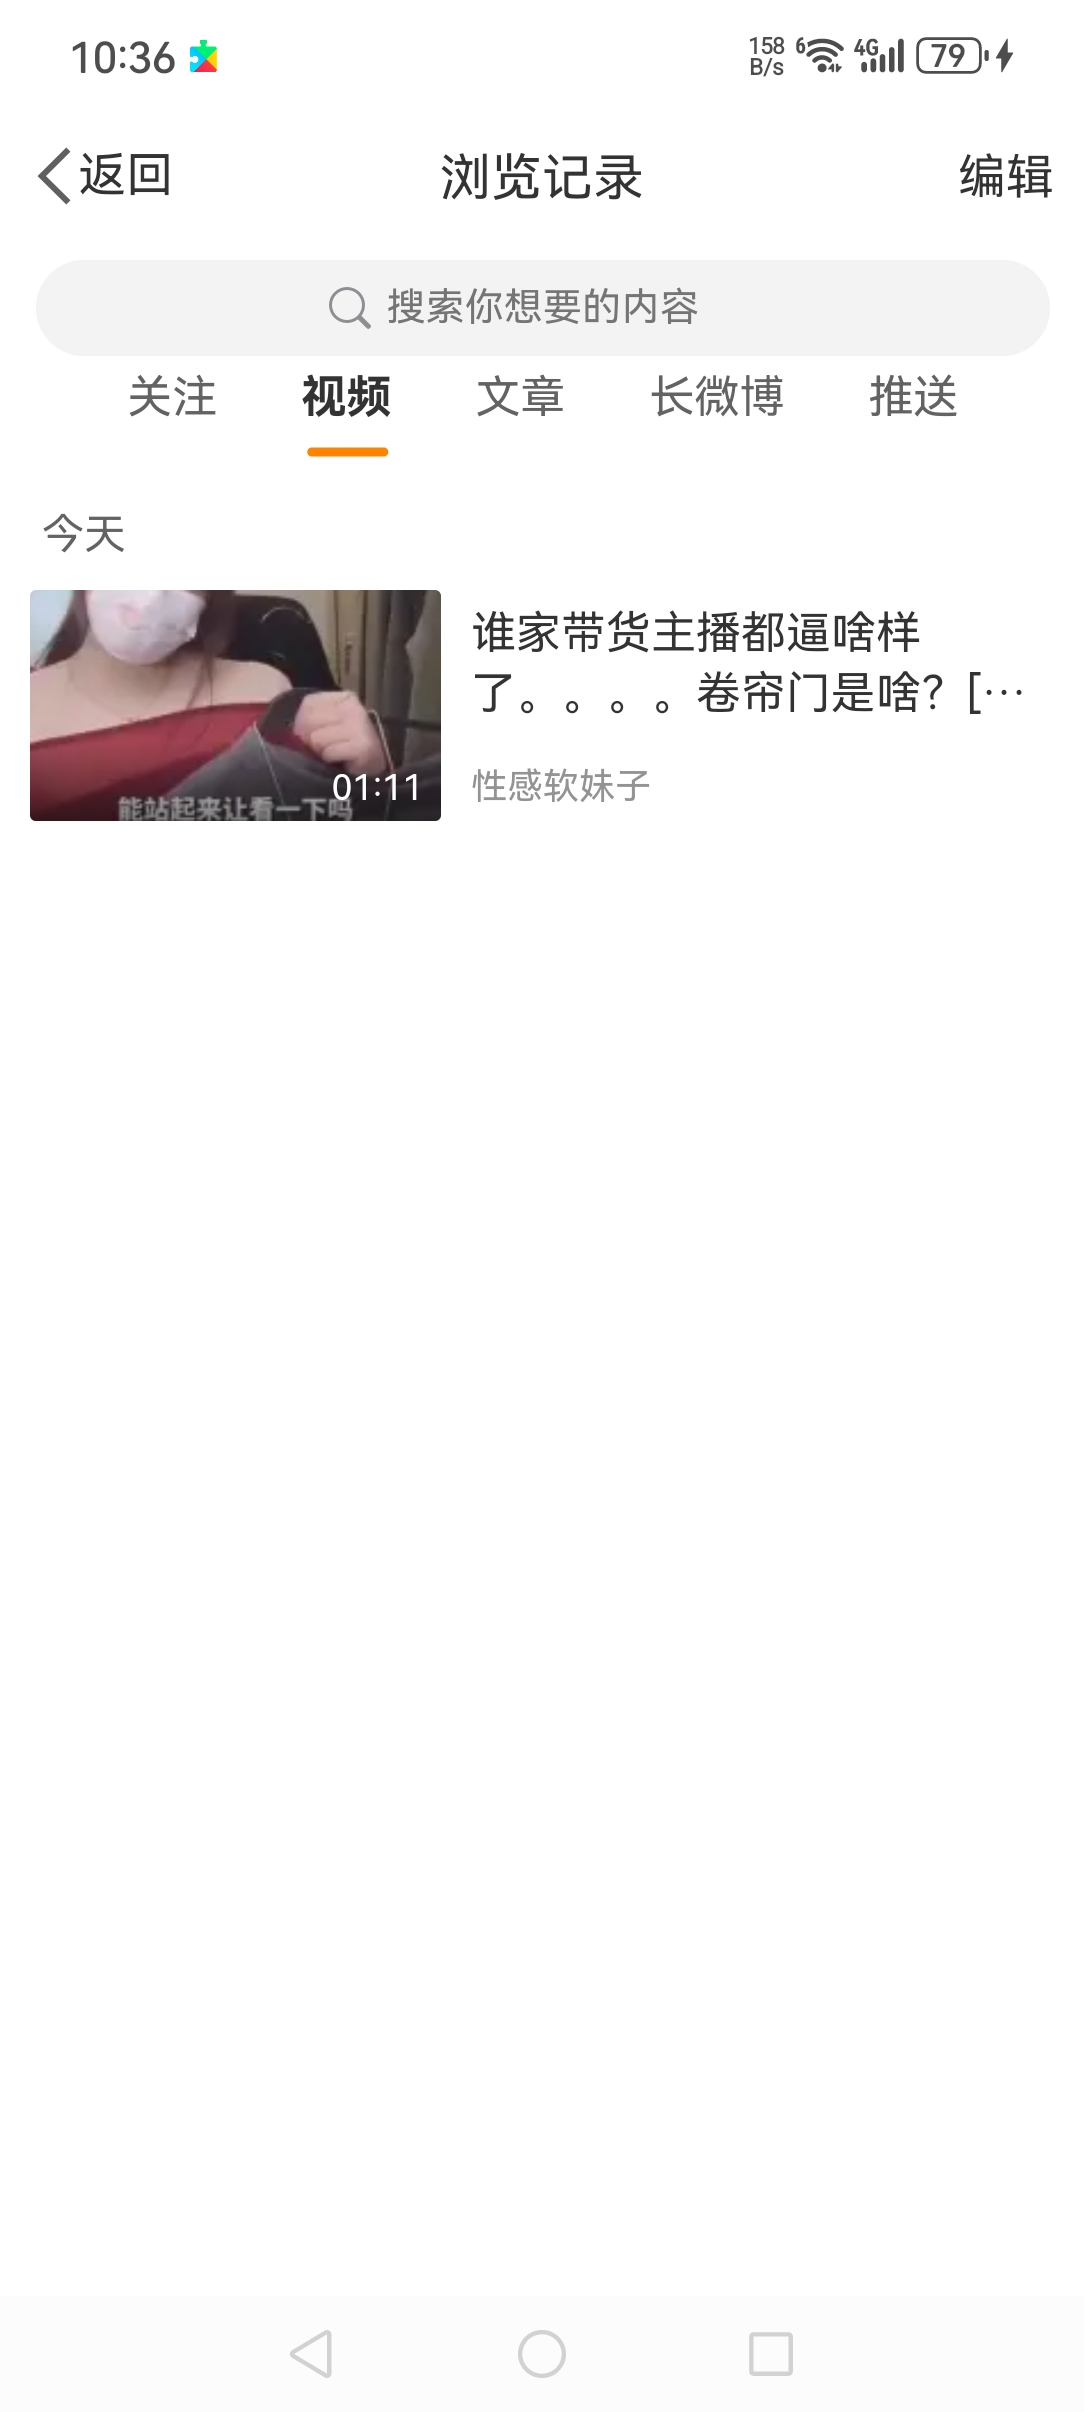 10:36
158 B/s
6
4G
79
返回
浏览记录
编辑
搜索你想要的内容
关注 视频 文章 长微博 推送
今天
谁家带货主播都逼啥样
了。。。。卷帘门是啥？[…
性感软妹子
01:11
能站起来让看一下吗